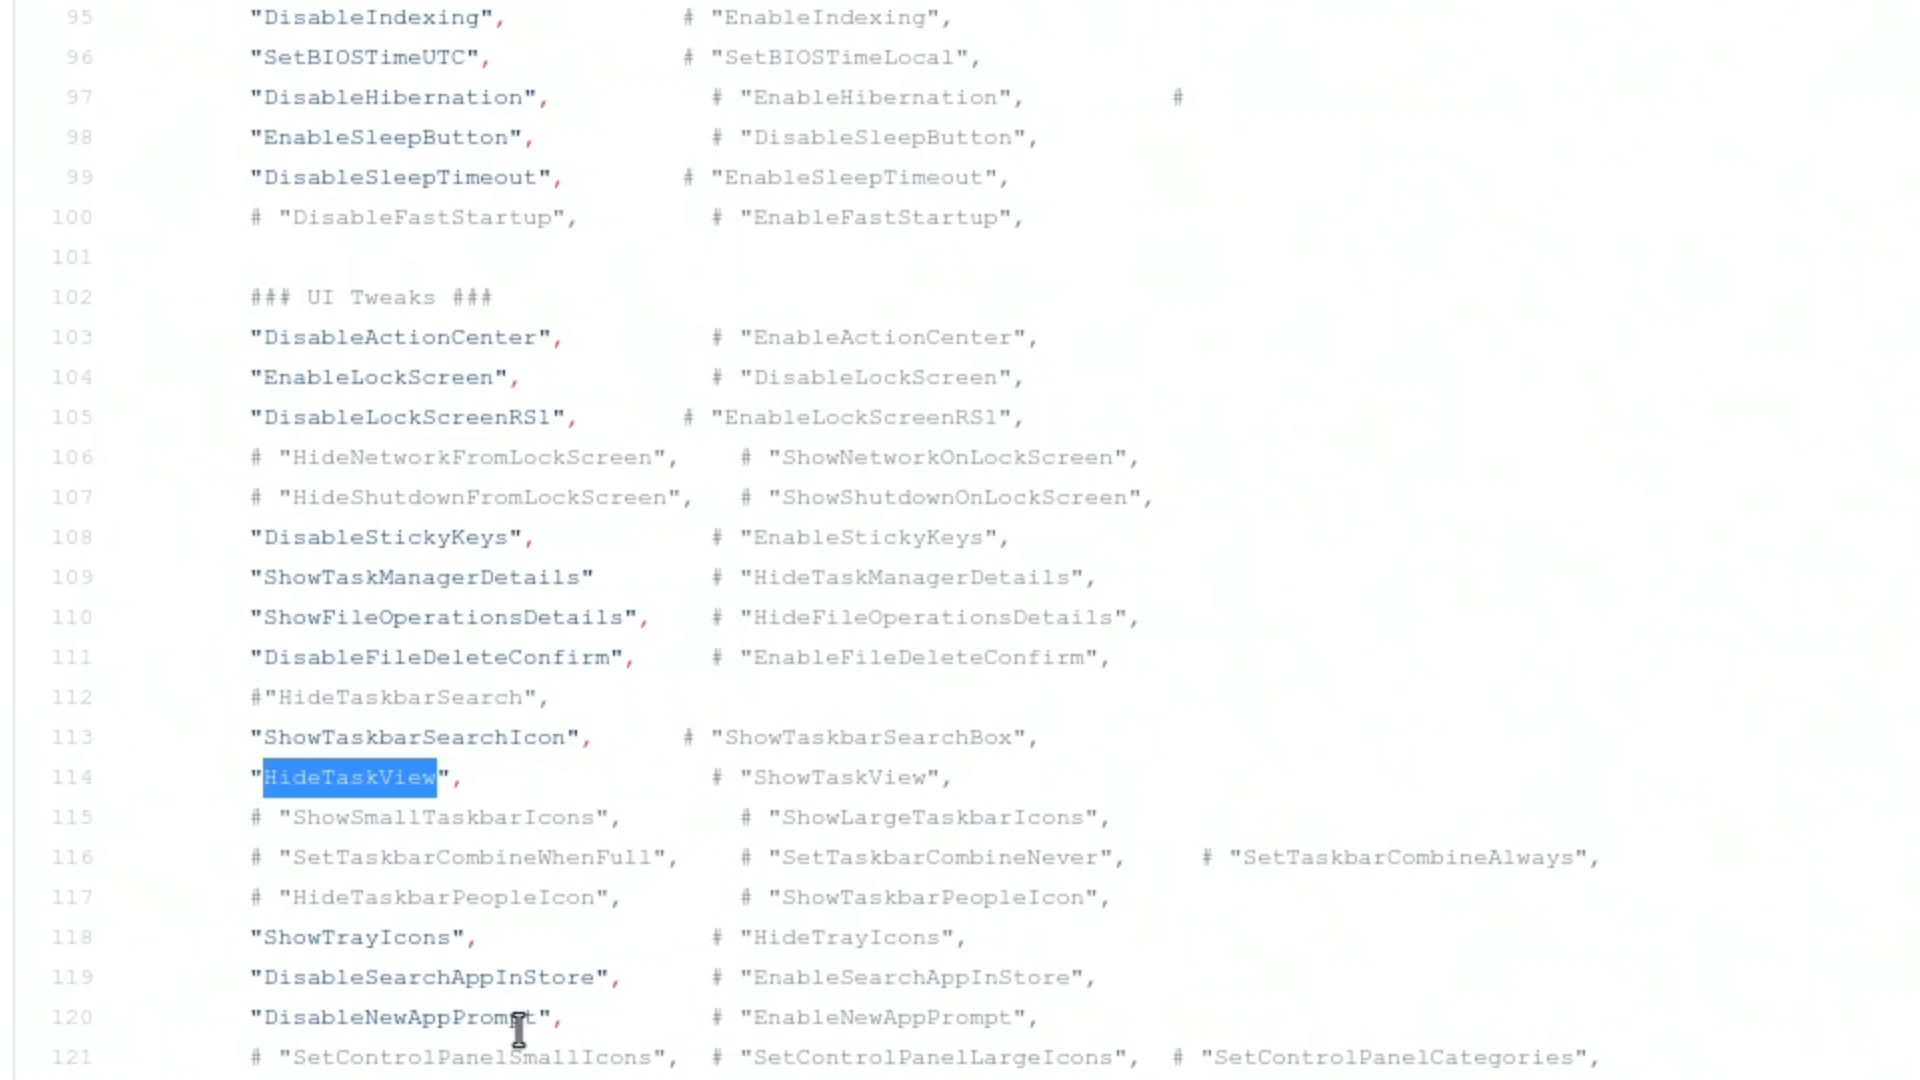 95 "DisableIndexing", # "EnableIndexing",
96 "SetBIOSTimeUTC", # "SetBIOSTimeLocal",
97 "DisableHibernation", # "EnableHibernation", #
98 "EnableSleepButton", # "DisableSleepButton",
99 "DisableSleepTimeout", # "EnableSleepTimeout",
100 # "DisableFastStartup", # "EnableFastStartup",
101
102 ### UI Tweaks ###
103 "DisableActionCenter", # "EnableActionCenter",
104 "EnableLockScreen", # "DisableLockScreen",
105 "DisableLockScreenRS1", # "EnableLockScreenRS1",
106 # "HideNetworkFromLockScreen", # "ShowNetworkOnLockScreen",
107 # "HideShutdownFromLockScreen", # "ShowShutdownOnLockScreen",
108 "DisableStickyKeys", # "EnableStickyKeys",
109 "ShowTaskManagerDetails" # "HideTaskManagerDetails",
110 "ShowFileOperationsDetails", # "HideFileOperationsDetails",
111 "DisableFileDeleteConfirm", # "EnableFileDeleteConfirm",
112 #"HideTaskbarSearch",
113 "ShowTaskbarSearchIcon", # "ShowTaskbarSearchBox",
114 "HideTaskView", # "ShowTaskView",
115 # "ShowSmallTaskbarIcons", # "ShowLargeTaskbarIcons",
116 # "SetTaskbarCombineWhenFull", # "SetTaskbarCombineNever", # "SetTaskbarCombineAlways",
117 # "HideTaskbarPeopleIcon", # "ShowTaskbarPeopleIcon",
118 "ShowTrayIcons", # "HideTrayIcons",
119 "DisableSearchAppInStore", # "EnableSearchAppInStore",
120 "DisableNewAppPrompt", # "EnableNewAppPrompt",
121 # "SetControlPanelSmallIcons", # "SetControlPanelLargeIcons", # "SetControlPanelCategories",